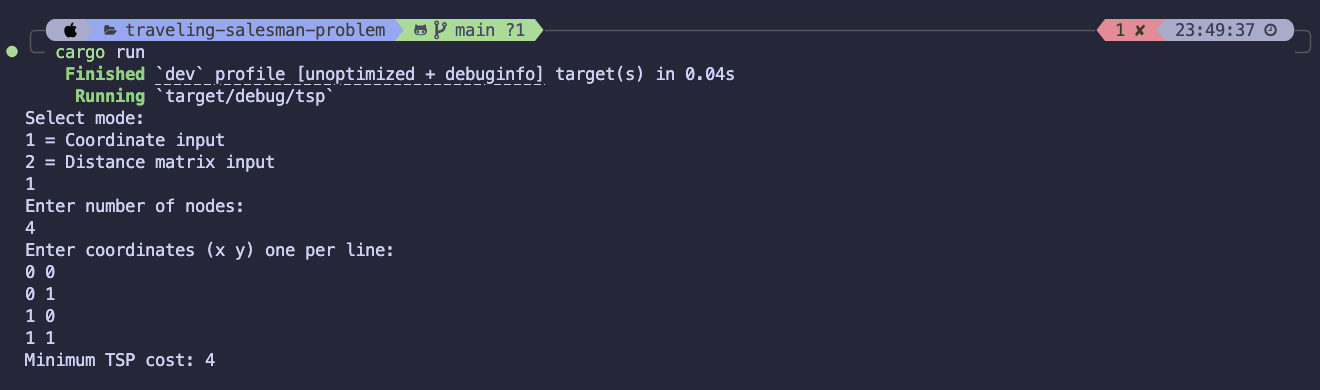 traveling-salesman-problem main ?1 1 ✘ 23:49:37
cargo run
Finished `dev` profile [unoptimized + debuginfo] target(s) in 0.04s
Running `target/debug/tsp`
Select mode:
1 = Coordinate input
2 = Distance matrix input
1
Enter number of nodes:
4
Enter coordinates (x y) one per line:
0 0
0 1
1 0
1 1
Minimum TSP cost: 4